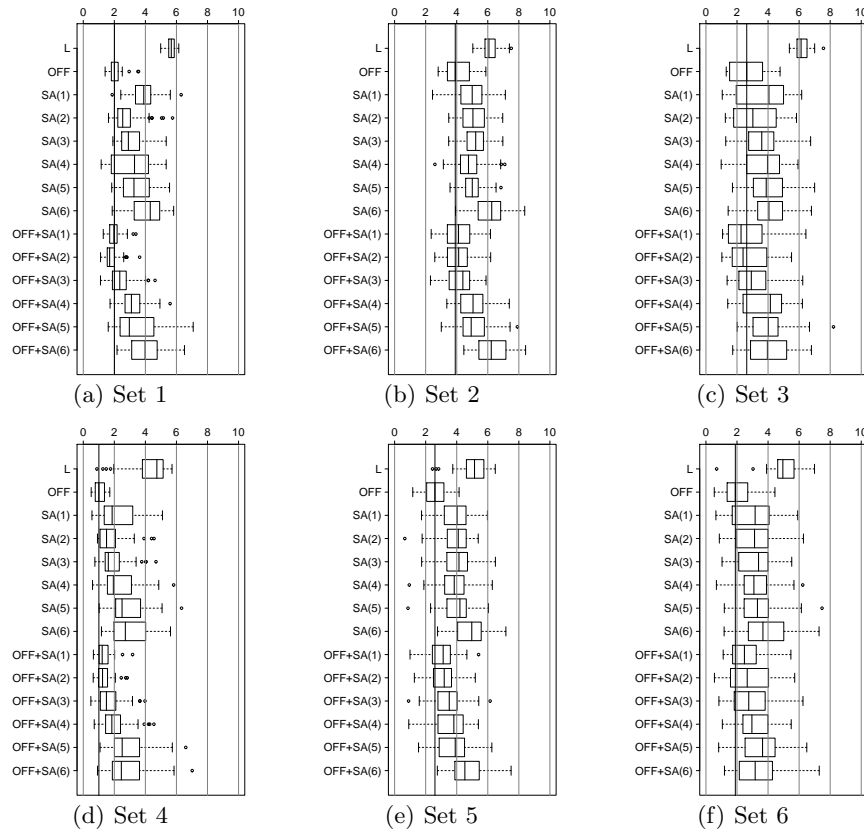 0 2 4 6 8 10
L
OFF
SA(1)
SA(2)
SA(3)
SA(4)
SA(5)
SA(6)
OFF+SA(1)
OFF+SA(2)
OFF+SA(3)
OFF+SA(4)
OFF+SA(5)
OFF+SA(6)
(a) Set 1
0 2 4 6 8 10
L
OFF
SA(1)
SA(2)
SA(3)
SA(4)
SA(5)
SA(6)
OFF+SA(1)
OFF+SA(2)
OFF+SA(3)
OFF+SA(4)
OFF+SA(5)
OFF+SA(6)
(b) Set 2
0 2 4 6 8 10
L
OFF
SA(1)
SA(2)
SA(3)
SA(4)
SA(5)
SA(6)
OFF+SA(1)
OFF+SA(2)
OFF+SA(3)
OFF+SA(4)
OFF+SA(5)
OFF+SA(6)
(c) Set 3
0 2 4 6 8 10
L
OFF
SA(1)
SA(2)
SA(3)
SA(4)
SA(5)
SA(6)
OFF+SA(1)
OFF+SA(2)
OFF+SA(3)
OFF+SA(4)
OFF+SA(5)
OFF+SA(6)
(d) Set 4
0 2 4 6 8 10
L
OFF
SA(1)
SA(2)
SA(3)
SA(4)
SA(5)
SA(6)
OFF+SA(1)
OFF+SA(2)
OFF+SA(3)
OFF+SA(4)
OFF+SA(5)
OFF+SA(6)
(e) Set 5
0 2 4 6 8 10
L
OFF
SA(1)
SA(2)
SA(3)
SA(4)
SA(5)
SA(6)
OFF+SA(1)
OFF+SA(2)
OFF+SA(3)
OFF+SA(4)
OFF+SA(5)
OFF+SA(6)
(f) Set 6